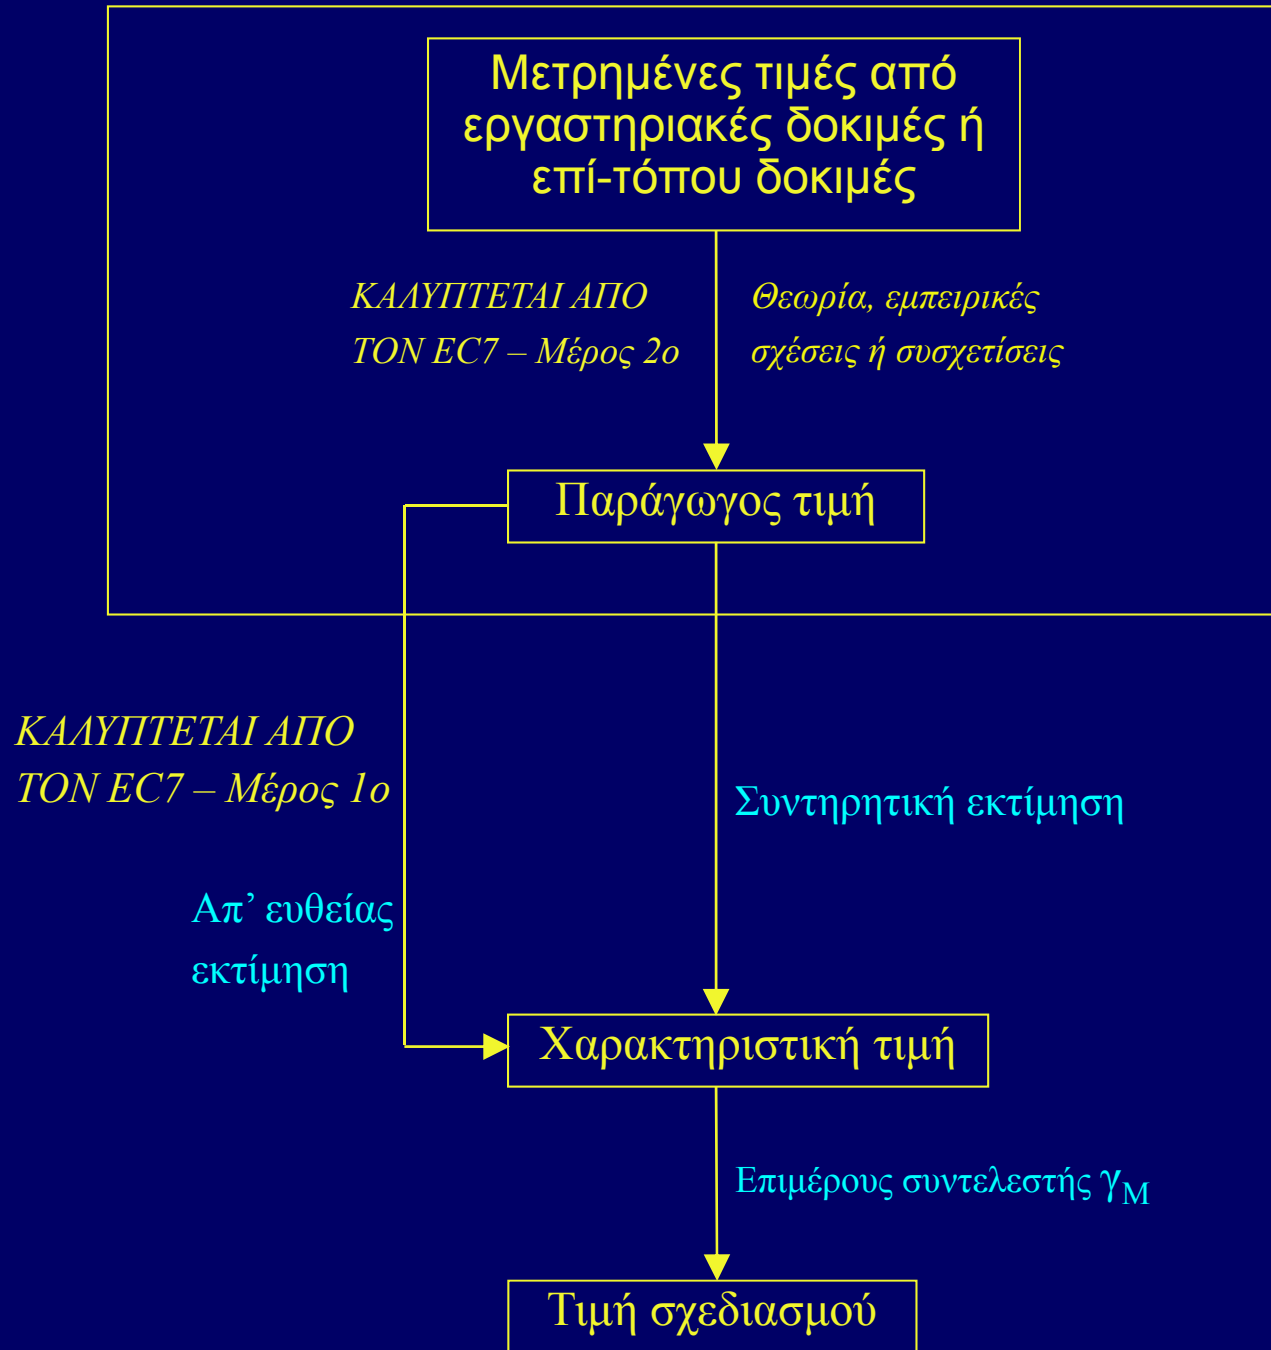 Μετρημένες τιμές από
εργαστηριακές δοκιμές ή
επί-τόπου δοκιμές
ΚΑΛΥΠΤΕΤΑΙ ΑΠΟ
ΤΟΝ EC7 – Μέρος 2ο
Θεωρία, εμπειρικές
σχέσεις ή συσχετίσεις
Παράγωγος τιμή
ΚΑΛΥΠΤΕΤΑΙ ΑΠΟ
ΤΟΝ EC7 – Μέρος 1ο
Συντηρητική εκτίμηση
Απ’ ευθείας
εκτίμηση
Χαρακτηριστική τιμή
Επιμέρους συντελεστής γM
Τιμή σχεδιασμού